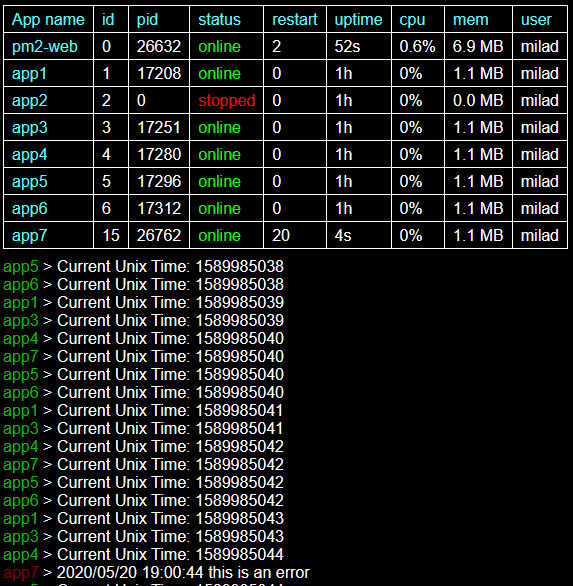 App name id pid status restart uptime cpu mem user
pm2-web 0 26632 online 2 52s 0.6% 6.9 MB milad
app1 1 17208 online 0 1h 0% 1.1 MB milad
app2 2 0 stopped 0 1h 0% 0.0 MB milad
app3 3 17251 online 0 1h 0% 1.1 MB milad
app4 4 17280 online 0 1h 0% 1.1 MB milad
app5 5 17296 online 0 1h 0% 1.1 MB milad
app6 6 17312 online 0 1h 0% 1.1 MB milad
app7 15 26762 online 20 4s 0% 1.1 MB milad
app5 > Current Unix Time: 1589985038
app6 > Current Unix Time: 1589985038
app1 > Current Unix Time: 1589985039
app3 > Current Unix Time: 1589985039
app4 > Current Unix Time: 1589985040
app7 > Current Unix Time: 1589985040
app5 > Current Unix Time: 1589985040
app6 > Current Unix Time: 1589985040
app1 > Current Unix Time: 1589985041
app3 > Current Unix Time: 1589985041
app4 > Current Unix Time: 1589985042
app7 > Current Unix Time: 1589985042
app5 > Current Unix Time: 1589985042
app6 > Current Unix Time: 1589985042
app1 > Current Unix Time: 1589985043
app3 > Current Unix Time: 1589985043
app4 > Current Unix Time: 1589985044
app7 > 2020/05/20 19:00:44 this is an error